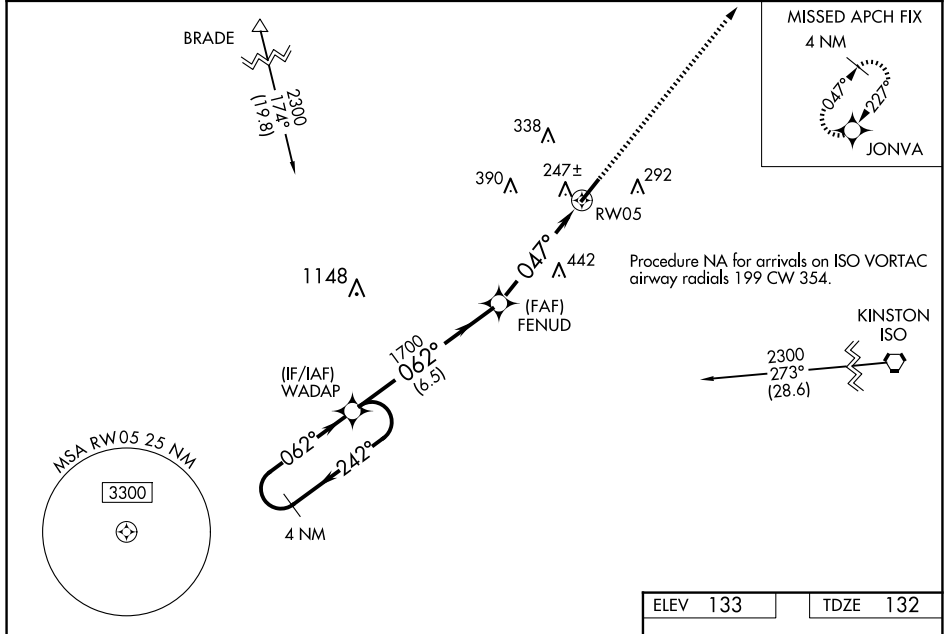 BRADE
2300
174°
(19.8)
MISSED APCH FIX
4 NM
047°
227°
JONVA
338
390
247±
292
RW05
047°
442
Procedure NA for arrivals on ISO VORTAC
airway radials 199 CW 354.
1148
(FAF)
FENUD
KINSTON
ISO
1700
062°
(6.5)
2300
273°
(28.6)
(IF/IAF)
WADAP
062°
242°
4 NM
MSA RW05 25 NM
3300
ELEV 133
TDZE 132